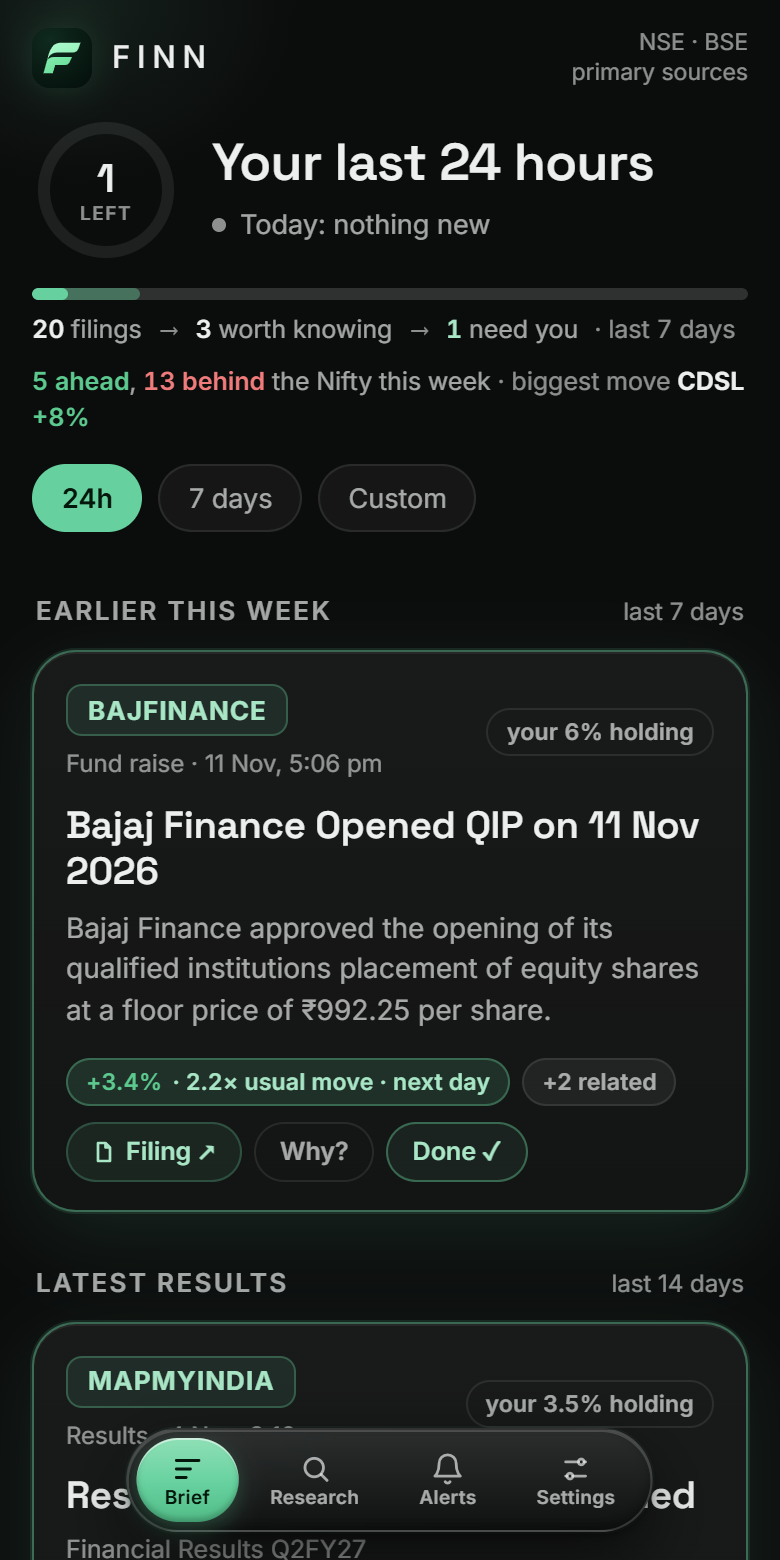 FINN
NSE · BSE
primary sources
1
LEFT
Your last 24 hours
Today: nothing new
20 filings → 3 worth knowing → 1 need you · last 7 days
5 ahead, 13 behind the Nifty this week · biggest move CDSL
+8%
24h 7 days Custom
EARLIER THIS WEEK last 7 days
BAJFINANCE
your 6% holding
Fund raise · 11 Nov, 5:06 pm
Bajaj Finance Opened QIP on 11 Nov
2026
Bajaj Finance approved the opening of its
qualified institutions placement of equity shares
at a floor price of ₹992.25 per share.
+3.4% · 2.2× usual move · next day +2 related
Filing ↗ Why? Done ✓
LATEST RESULTS last 14 days
MAPMYINDIA
your 3.5% holding
Results
Brief Research Alerts Settings
Financial Results Q2FY27